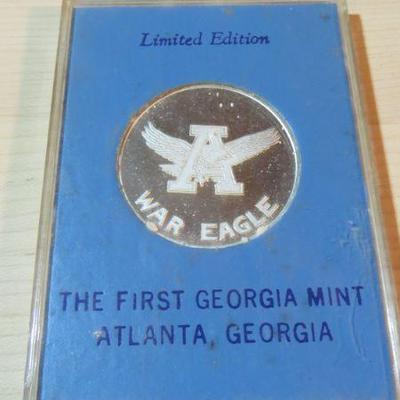 Limited Edition
A
WAR EAGLE
THE FIRST GEORGIA MINT
ATLANTA, GEORGIA